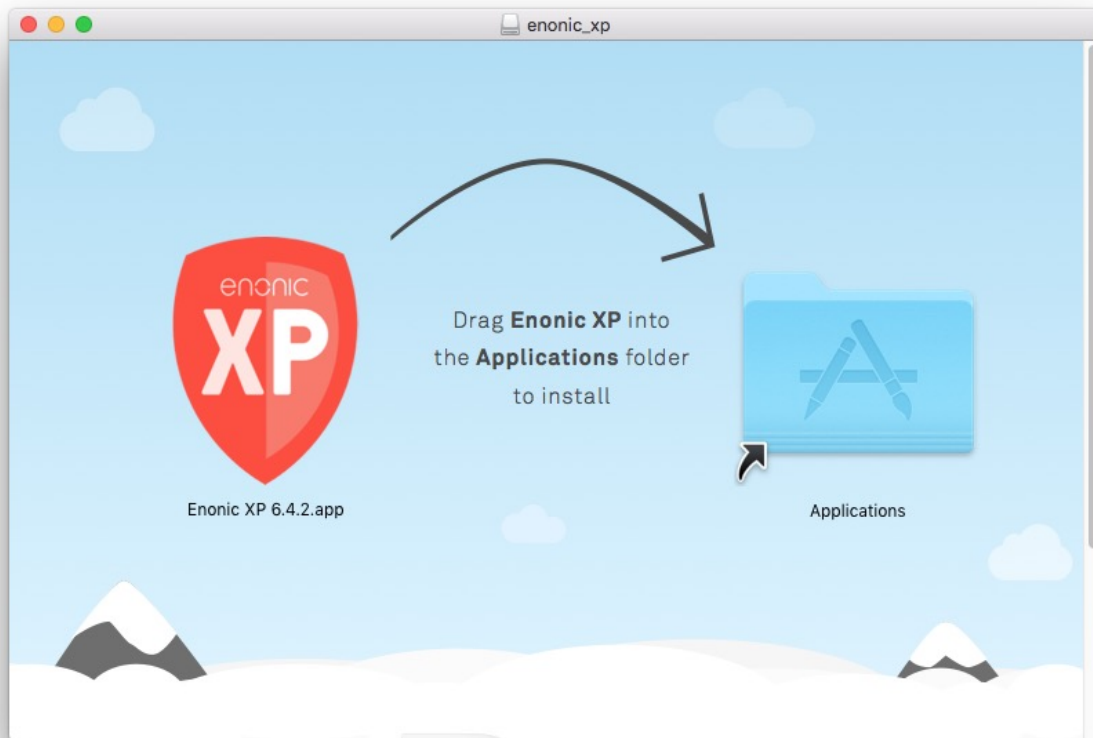 enonic_xp
enonic
XP
Drag Enonic XP into
the Applications folder
to install
Enonic XP 6.4.2.app
Applications